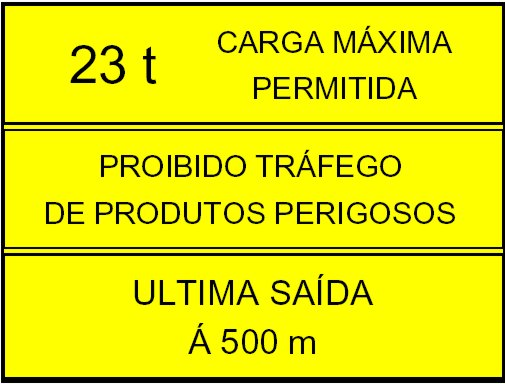 23 t CARGA MÁXIMA
PERMITIDA
PROIBIDO TRÁFEGO
DE PRODUTOS PERIGOSOS
ULTIMA SAÍDA
Á 500 m